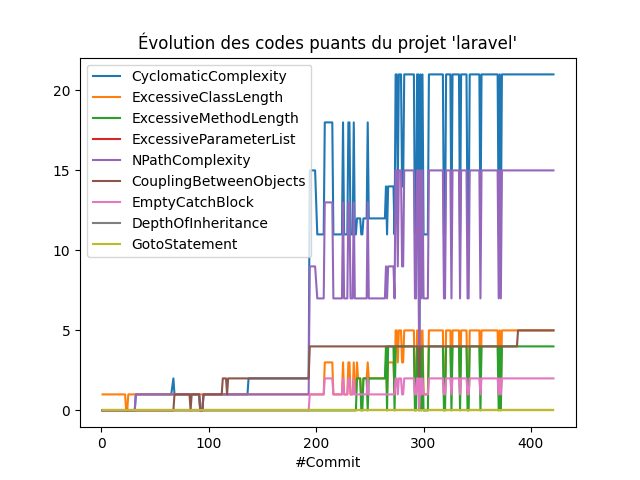 Évolution des codes puants du projet 'laravel'
CyclomaticComplexity
ExcessiveClassLength
ExcessiveMethodLength
ExcessiveParameterList
NPathComplexity
CouplingBetweenObjects
EmptyCatchBlock
DepthOfInheritance
GotoStatement
20
15
10
5
0
0 100 200 300 400
#Commit